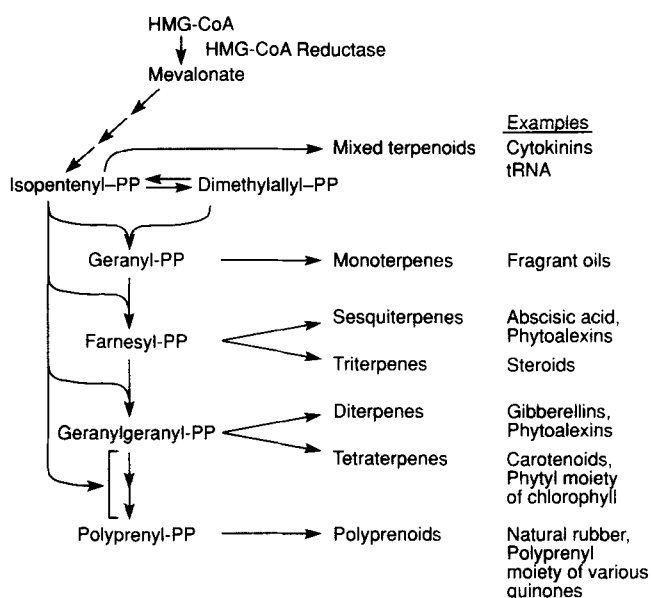 HMG-CoA
HMG-CoA Reductase
Mevalonate
Examples
Mixed terpenoids
Cytokinins
tRNA
Isopentenyl–PP
Dimethylallyl–PP
Geranyl-PP
Monoterpenes
Fragrant oils
Sesquiterpenes
Abscisic acid,
Phytoalexins
Farnesyl-PP
Triterpenes
Steroids
Diterpenes
Gibberellins,
Phytoalexins
Geranylgeranyl-PP
Tetraterpenes
Carotenoids,
Phytyl moiety
of chlorophyll
Polyprenyl-PP
Polyprenoids
Natural rubber,
Polyprenyl
moiety of various
quinones